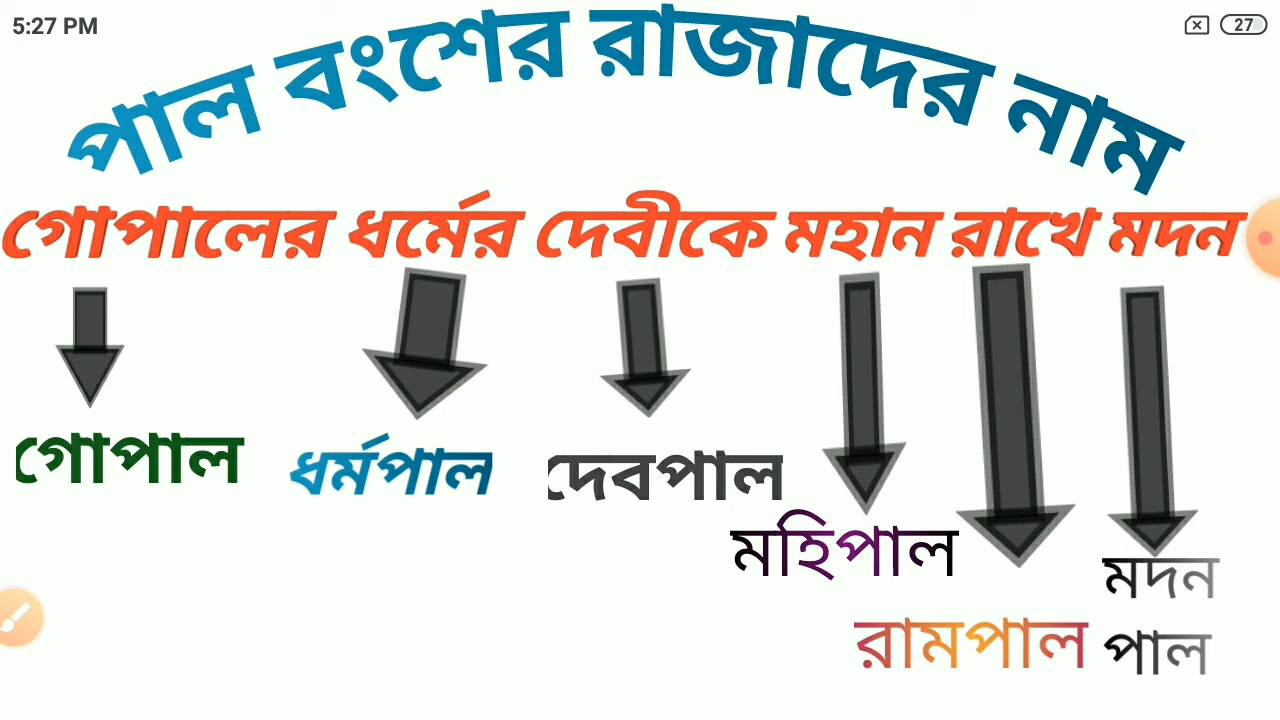 5:27 PM
27
পাল বংশের রাজাদের নাম
গোপালের ধর্মের দেবীকে মহান রাখে মদন
গোপাল ধর্মপাল দেবপাল
মহিপাল
রামপাল
মদন
পাল